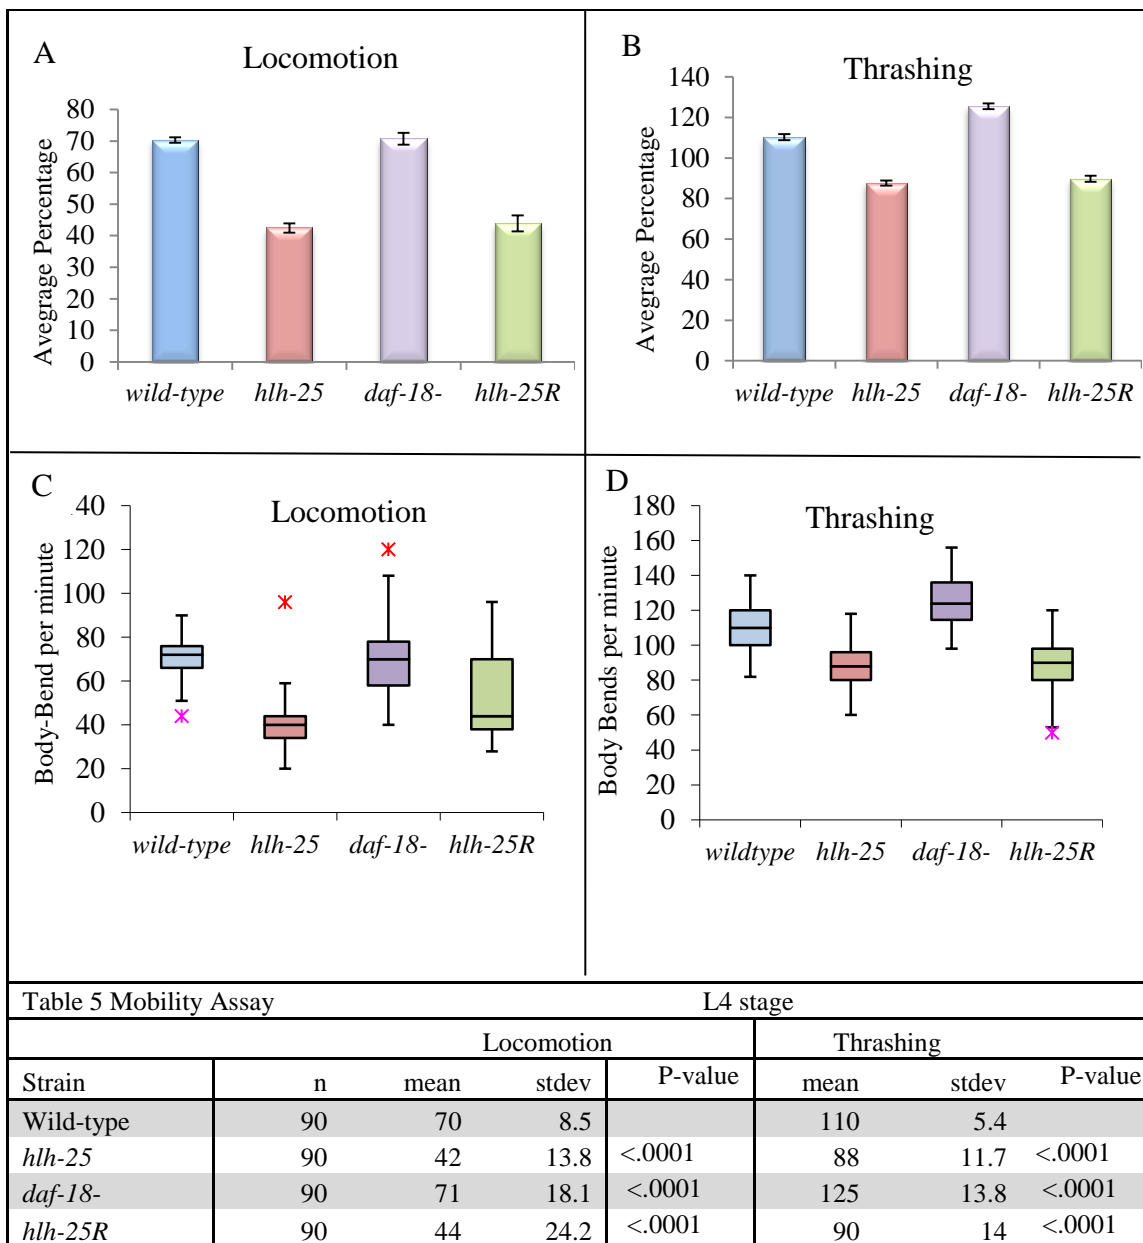 A
Locomotion
Avegrage Percentage
80
70
60
50
40
30
20
10
0
wild-type hlh-25 daf-18- hlh-25R
B
Thrashing
Avegrage Percentage
140
120
100
80
60
40
20
0
wild-type hlh-25 daf-18- hlh-25R
C
Locomotion
Body-Bend per minute
40
120
100
80
60
40
20
0
wild-type hlh-25 daf-18- hlh-25R
D
Thrashing
Body Bends per minute
180
160
140
120
100
80
60
40
20
0
wildtype hlh-25 daf-18- hlh-25R
Table 5 Mobility Assay L4 stage
Locomotion Thrashing
Strain n mean stdev P-value mean stdev P-value
Wild-type 90 70 8.5 110 5.4
hlh-25 90 42 13.8 <.0001 88 11.7 <.0001
daf-18- 90 71 18.1 <.0001 125 13.8 <.0001
hlh-25R 90 44 24.2 <.0001 90 14 <.0001